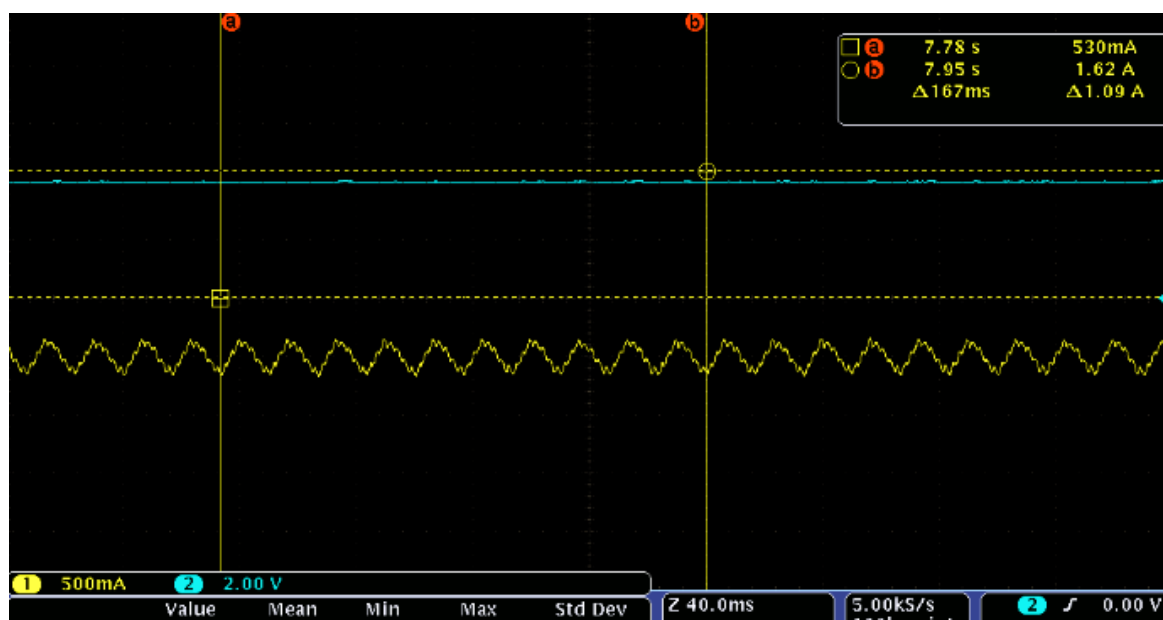 a b
a 7.78 s 530mA
b 7.95 s 1.62 A
Δ167ms Δ1.09 A
1 500mA 2 2.00 V
Value Mean Min Max Std Dev
Z 40.0ms
5.00kS/s
2 ∫ 0.00 V